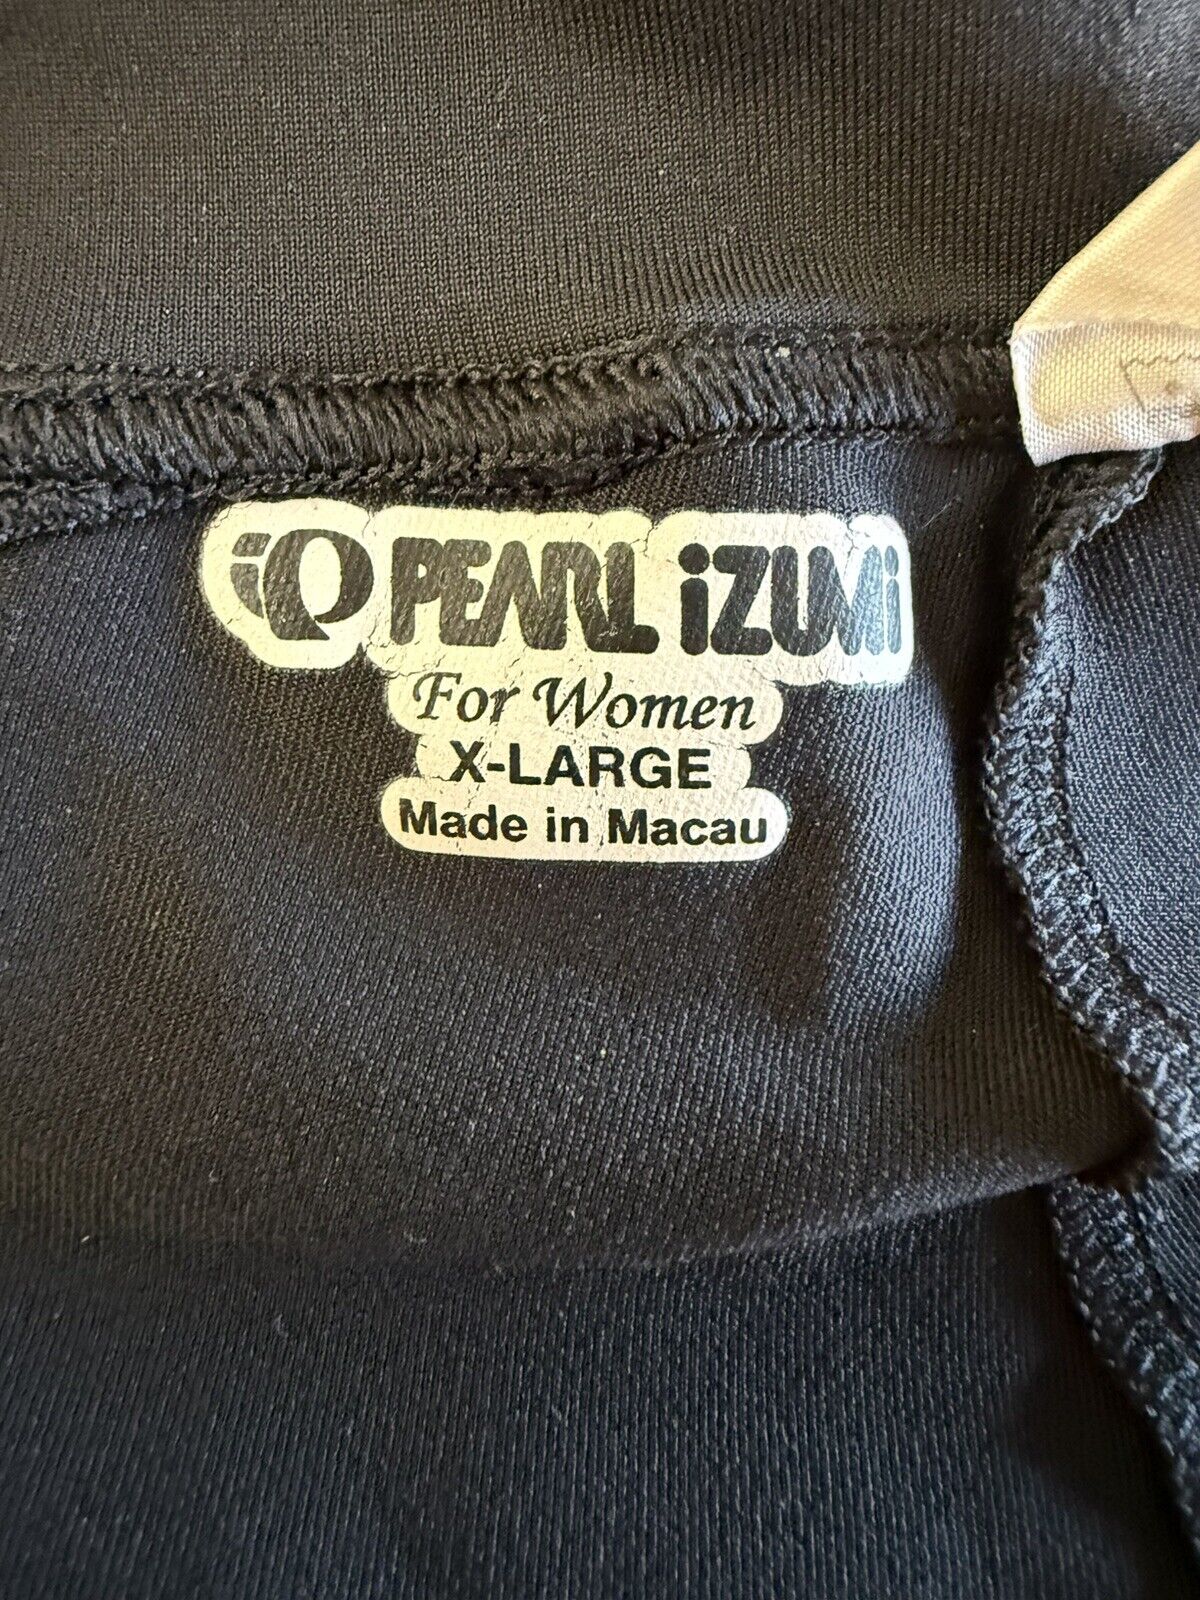 PEARL iZUMi
For Women
X-LARGE
Made in Macau